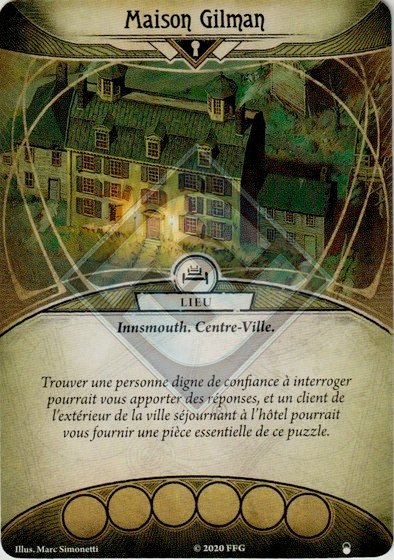 Maison Gilman
LIEU
Innsmouth. Centre-Ville.
Trouver une personne digne de confiance à interroger
pourrait vous apporter des réponses, et un client de
l'extérieur de la ville séjournant à l'hôtel pourrait
vous fournir une pièce essentielle de ce puzzle.
Illus. Marc Simonetti
© 2020 FFG